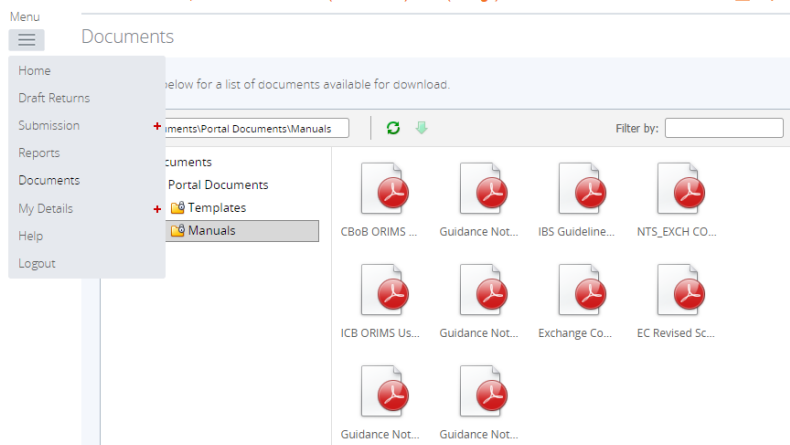 Menu
Documents
Home
Draft Returns
Submission
Reports
Documents
My Details
Help
Logout
below for a list of documents available for download.
ments\Portal Documents\Manuals
Filter by:
cuments
Portal Documents
Templates
Manuals
CBoB ORIMS ...
Guidance Not...
IBS Guideline...
NTS_EXCH CO...
ICB ORIMS Us...
Guidance Not...
Exchange Co...
EC Revised Sc...
Guidance Not...
Guidance Not...